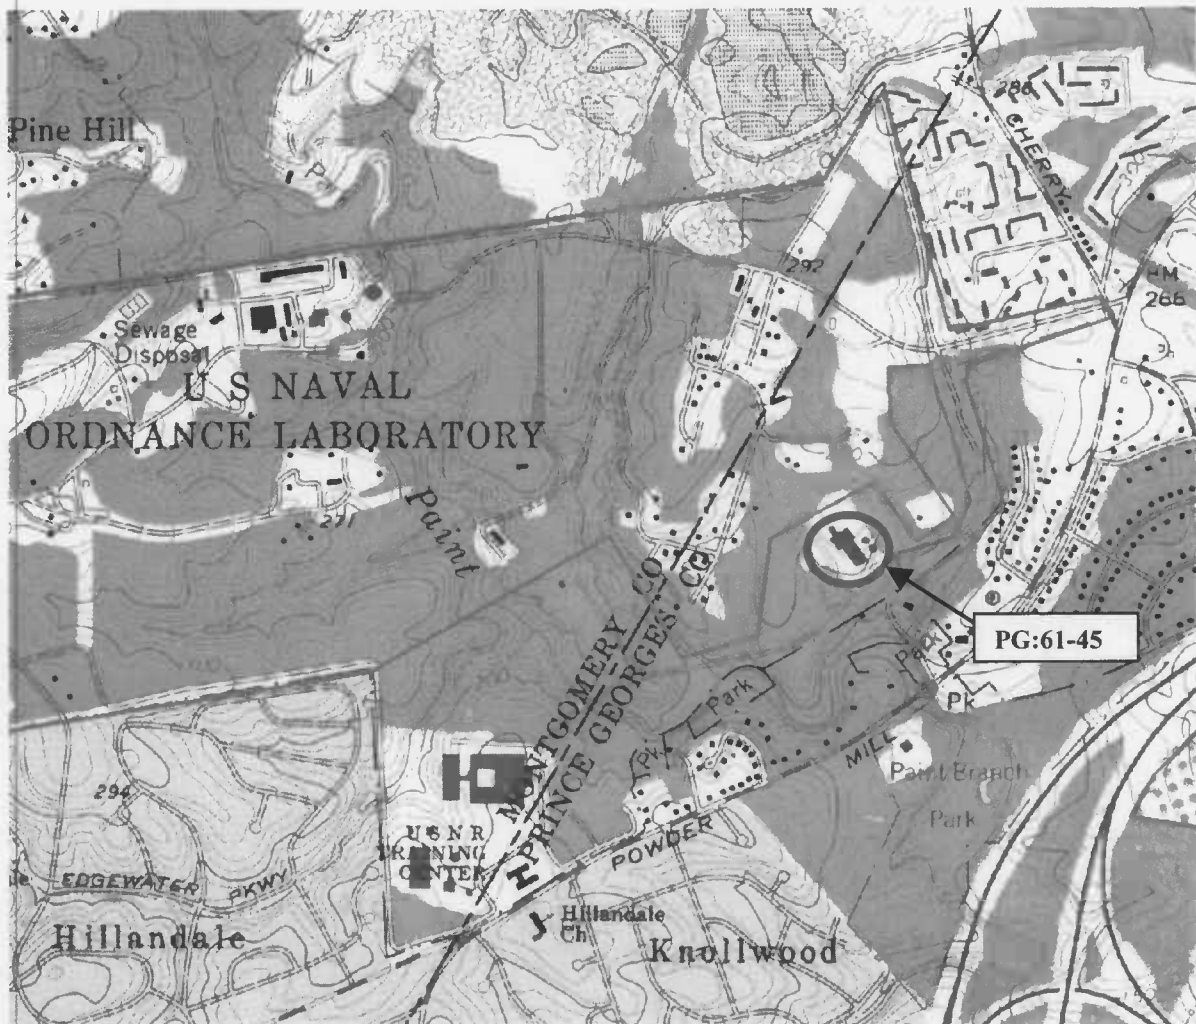 Pine Hill
286
CHERRY
292
BM
266
Sewage
Disposal
U S NAVAL
ORDNANCE LABORATORY
271
Paint
MONTGOMERY CO
PRINCE GEORGES CO
PG:61-45
Park
Pk
Park
Pk
MILL
Paint Branch
Park
294
USNR
TRAINING
CENTER
POWDER
EDGEWATER PKWY
Hillandale
Ch
Hillandale
Knollwood